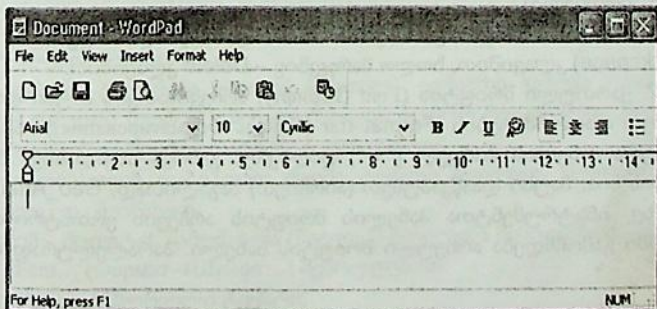 Document - WordPad
File Edit View Insert Format Help
Arial 10 Cyrillic B I U
1 2 3 4 5 6 7 8 9 10 11 12 13 14
For Help, press F1 NUM